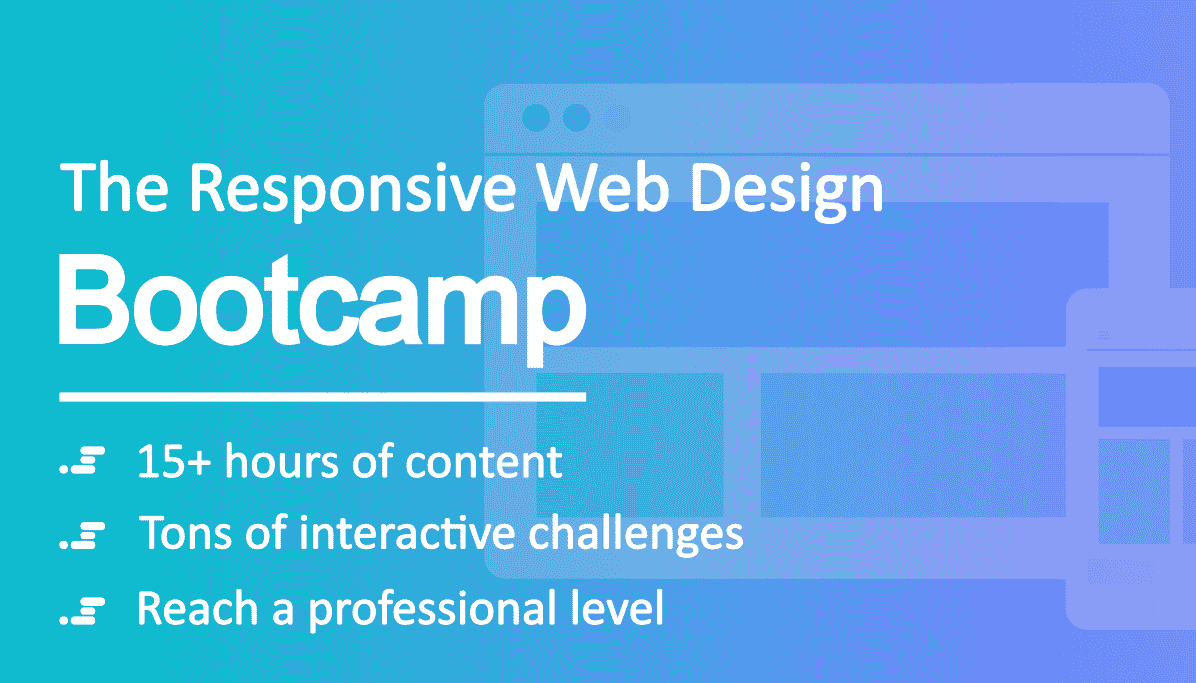 The Responsive Web Design
Bootcamp
15+ hours of content
Tons of interactive challenges
Reach a professional level